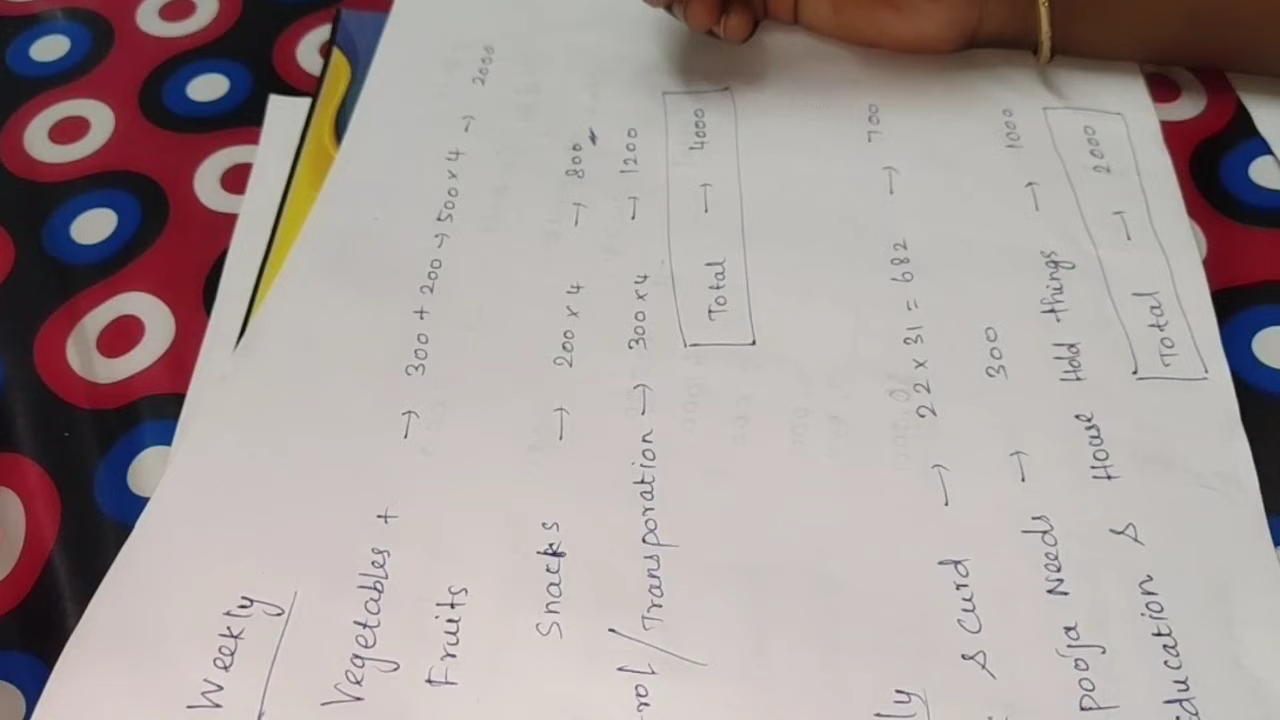 Weekly
Vegetables + → 300 + 200 → 500 x 4 → 2000
Fruits
Snacks → 200 x 4 → 800
/ Transporation → 300 x 4 → 1200
Total → 4000
& Curd → 22 x 31 = 682 → 700
pooja Needs → 300
& House Hold things → 1000
Total → 2000